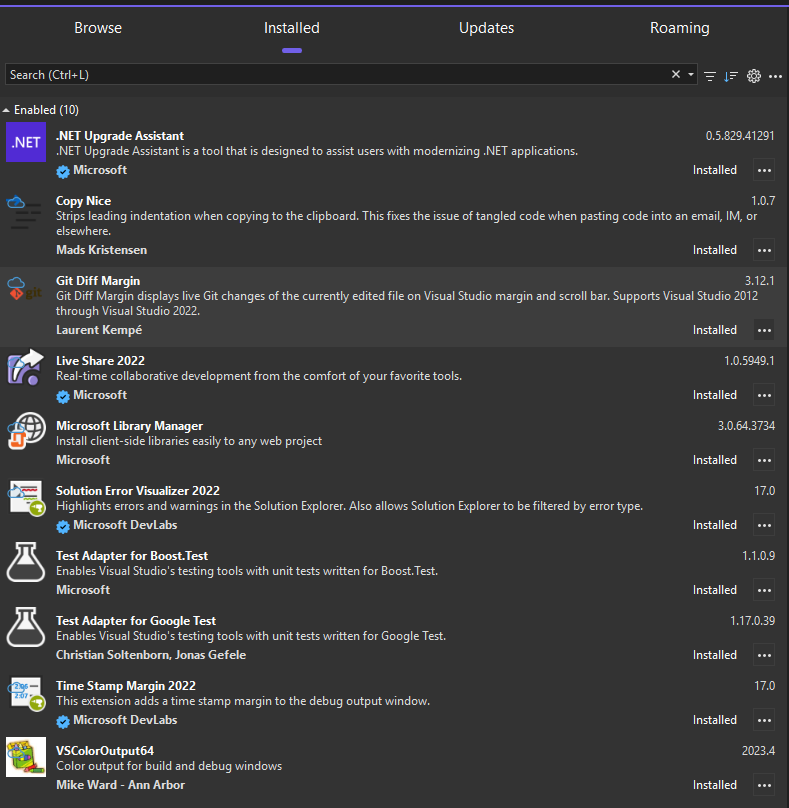 Browse Installed Updates Roaming
Search (Ctrl+L)
Enabled (10)
.NET
.NET Upgrade Assistant 0.5.829.41291
.NET Upgrade Assistant is a tool that is designed to assist users with modernizing .NET applications.
Microsoft Installed
Copy Nice 1.0.7
Strips leading indentation when copying to the clipboard. This fixes the issue of tangled code when pasting code into an email, IM, or
elsewhere.
Mads Kristensen Installed
git
Git Diff Margin 3.12.1
Git Diff Margin displays live Git changes of the currently edited file on Visual Studio margin and scroll bar. Supports Visual Studio 2012
through Visual Studio 2022.
Laurent Kempé Installed
Live Share 2022 1.0.5949.1
Real-time collaborative development from the comfort of your favorite tools.
Microsoft Installed
Microsoft Library Manager 3.0.64.3734
Install client-side libraries easily to any web project
Microsoft Installed
Solution Error Visualizer 2022 17.0
Highlights errors and warnings in the Solution Explorer. Also allows Solution Explorer to be filtered by error type.
Microsoft DevLabs Installed
Test Adapter for Boost.Test 1.1.0.9
Enables Visual Studio's testing tools with unit tests written for Boost.Test.
Microsoft Installed
Test Adapter for Google Test 1.17.0.39
Enables Visual Studio's testing tools with unit tests written for Google Test.
Christian Soltenborn, Jonas Gefele Installed
Time Stamp Margin 2022 17.0
This extension adds a time stamp margin to the debug output window.
Microsoft DevLabs Installed
VSColorOutput64 2023.4
Color output for build and debug windows
Mike Ward - Ann Arbor Installed